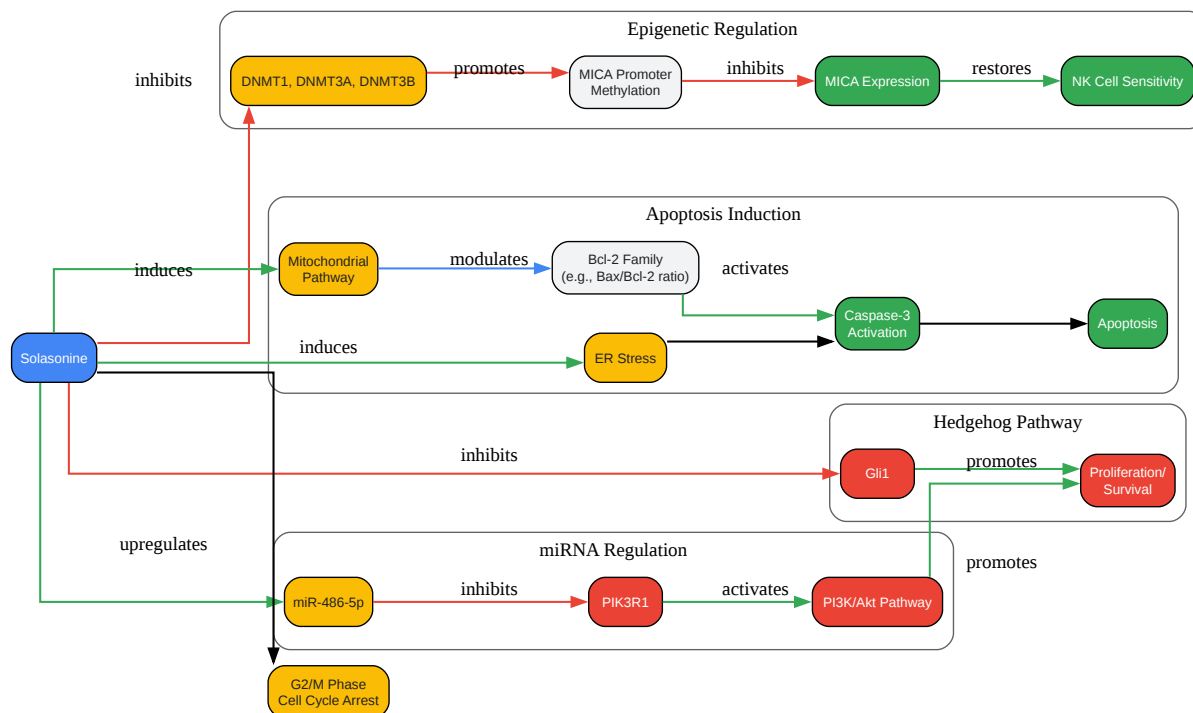 Epigenetic Regulation
inhibits
DNMT1, DNMT3A, DNMT3B
promotes
MICA Promoter
Methylation
inhibits
MICA Expression
restores
NK Cell Sensitivity
Apoptosis Induction
induces
Mitochondrial
Pathway
modulates
Bcl-2 Family
(e.g., Bax/Bcl-2 ratio)
activates
Caspase-3
Activation
Apoptosis
Solasonine
induces
ER Stress
Hedgehog Pathway
inhibits
Gli1
promotes
Proliferation/
Survival
upregulates
miRNA Regulation
promotes
miR-486-5p
inhibits
PIK3R1
activates
PI3K/Akt Pathway
G2/M Phase
Cell Cycle Arrest